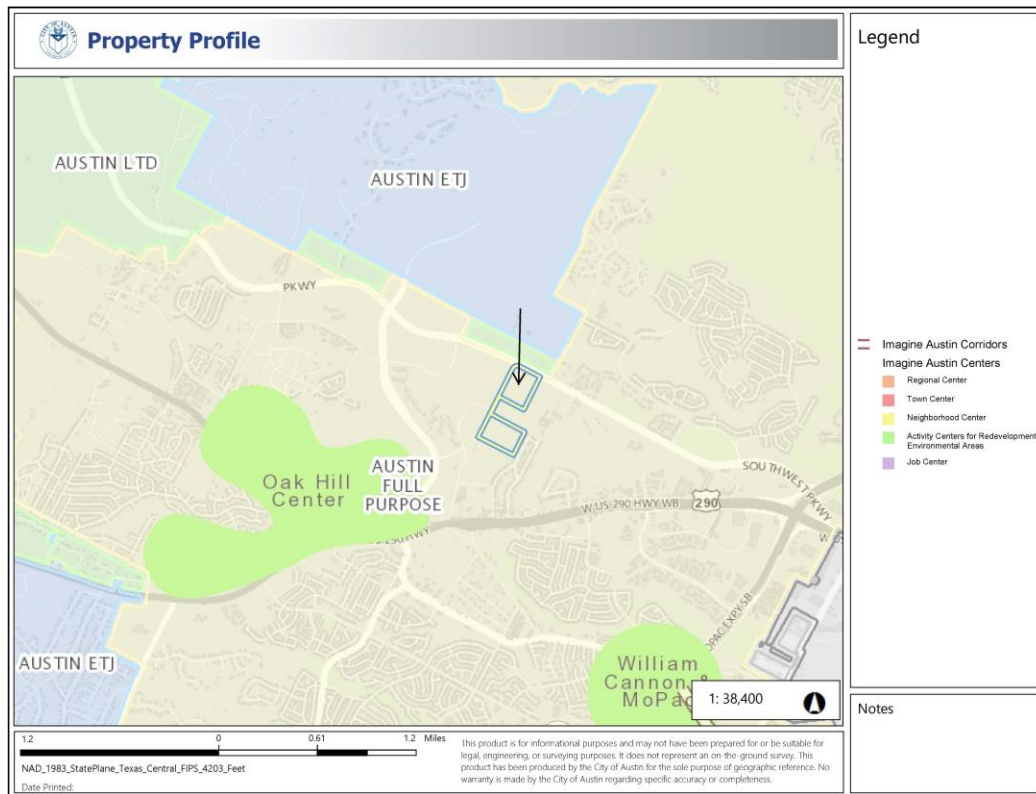 Property Profile
Legend
AUSTIN LTD
AUSTIN ETJ
PKWY
Oak Hill
Center
AUSTIN
FULL
PURPOSE
SOUTHWEST PKWY
W US 290 HWY WB
290
AUSTIN ETJ
William
Cannon &
MoPac
1: 38,400
Imagine Austin Corridors
Imagine Austin Centers
Regional Center
Town Center
Neighborhood Center
Activity Centers for Redevelopment
Environmental Areas
Job Center
Notes
1.2 0 0.61 1.2 Miles
NAD_1983_StatePlane_Texas_Central_FIPS_4203_Feet
Date Printed:
This product is for informational purposes and may not have been prepared for or be suitable for
legal, engineering, or surveying purposes. It does not represent an on-the-ground survey. This
product has been produced by the City of Austin for the sole purpose of geographic reference. No
warranty is made by the City of Austin regarding specific accuracy or completeness.